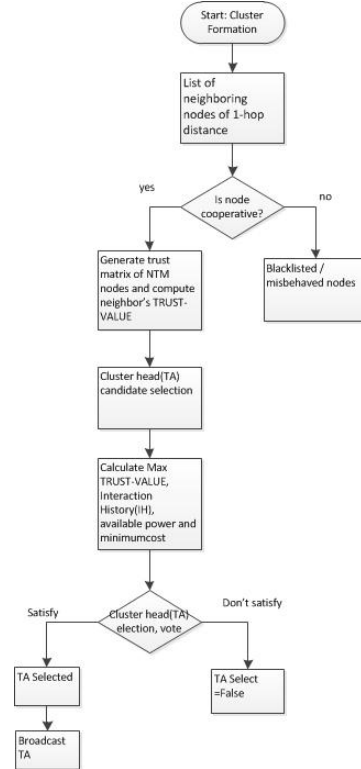 Start: Cluster
Formation
List of
neighboring
nodes of 1-hop
distance
Is node
cooperative?
yes
no
Generate trust
matrix of NTM
nodes and compute
neighbor's TRUST-
VALUE
Blacklisted /
misbehaved nodes
Cluster head(TA)
candidate selection
Calculate Max
TRUST-VALUE,
Interaction
History(IH),
available power and
minimumcost
Cluster head(TA)
election, vote
Satisfy
Don't satisfy
TA Selected
TA Select
=False
Broadcast
TA